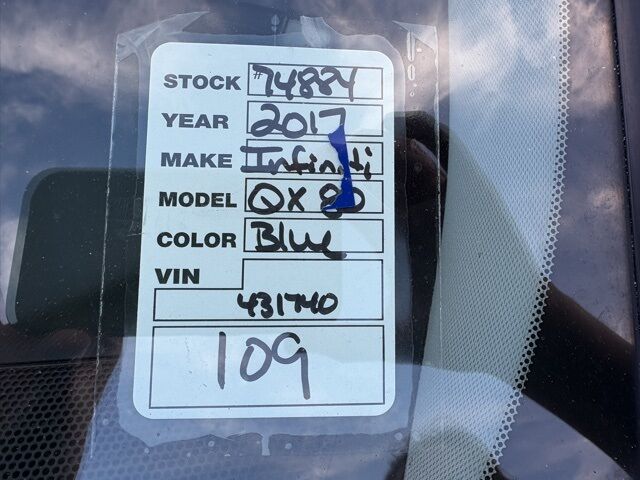 STOCK #74884
YEAR 2017
MAKE Infiniti
MODEL QX 80
COLOR Blue
VIN
431740
109